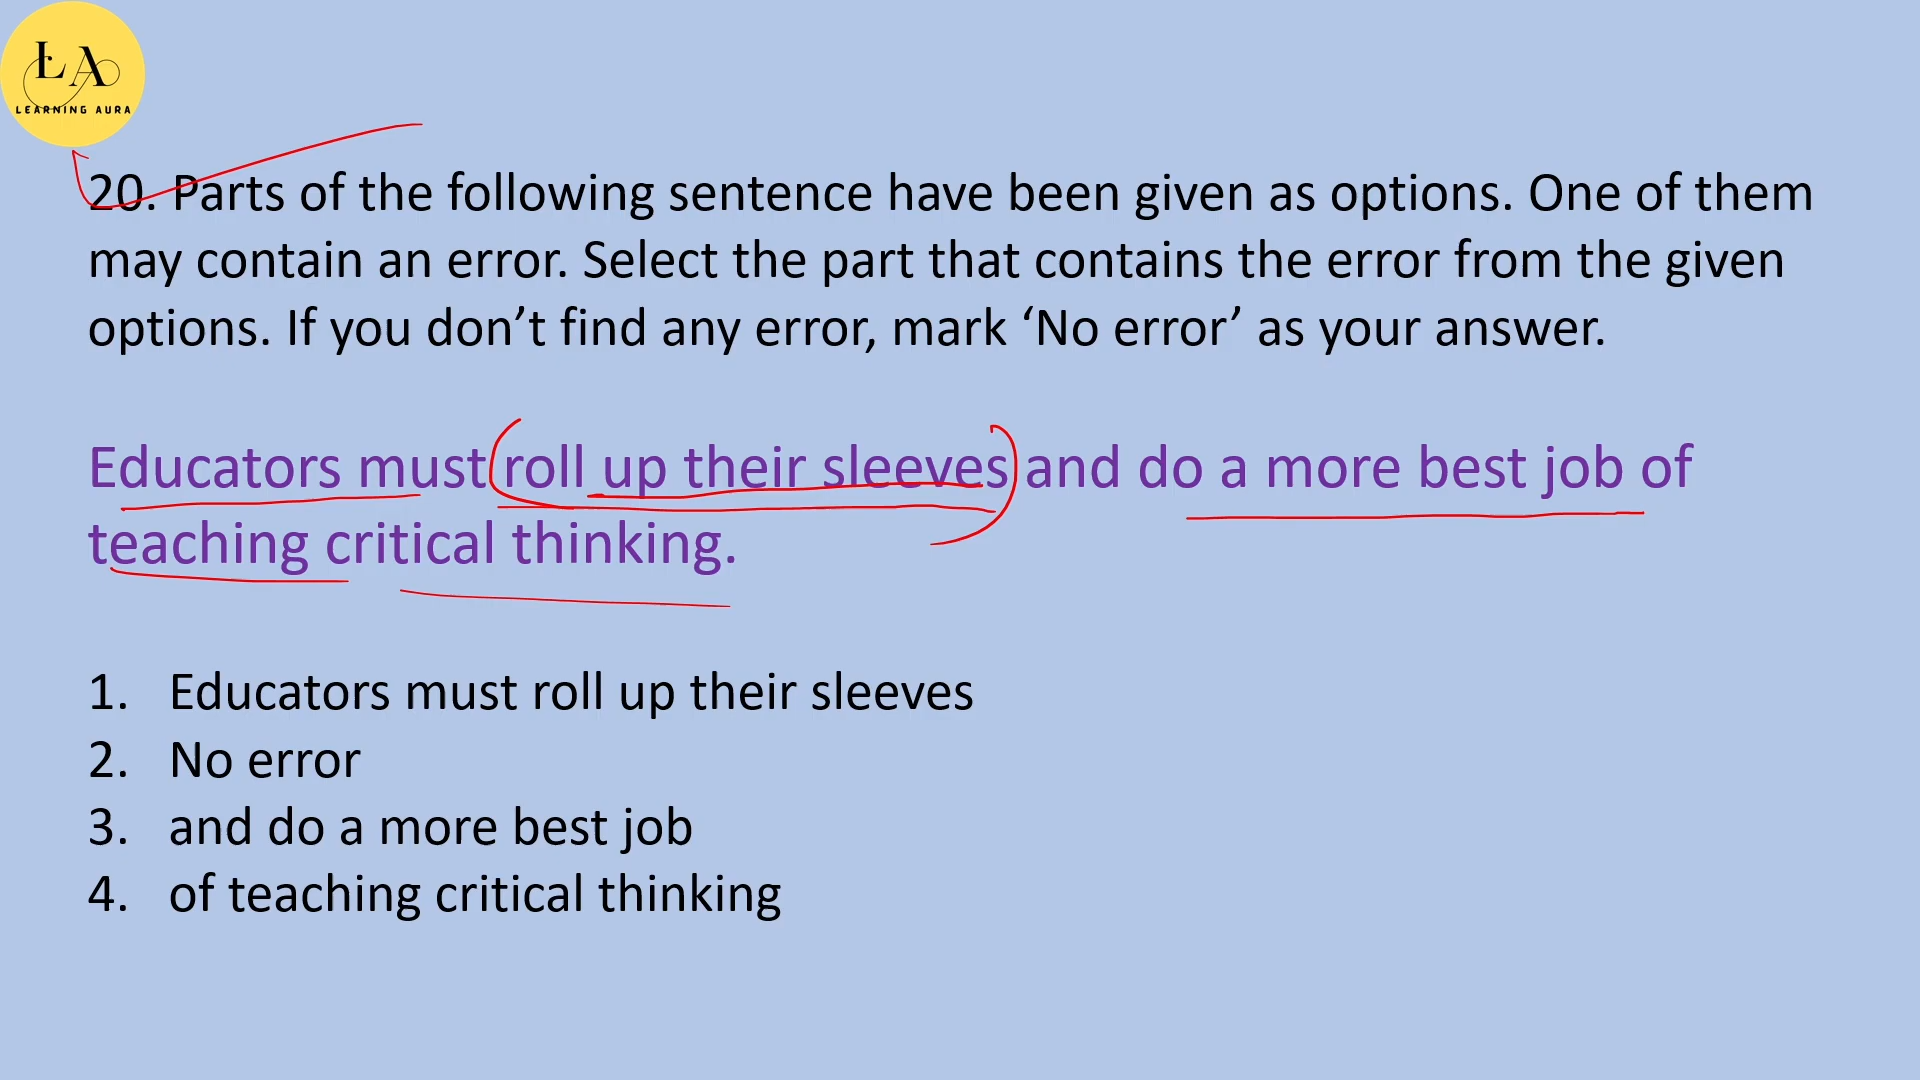 LA
LEARNING AURA
20. Parts of the following sentence have been given as options. One of them
may contain an error. Select the part that contains the error from the given
options. If you don’t find any error, mark ‘No error’ as your answer.
Educators must roll up their sleeves and do a more best job of
teaching critical thinking.
1. Educators must roll up their sleeves
2. No error
3. and do a more best job
4. of teaching critical thinking